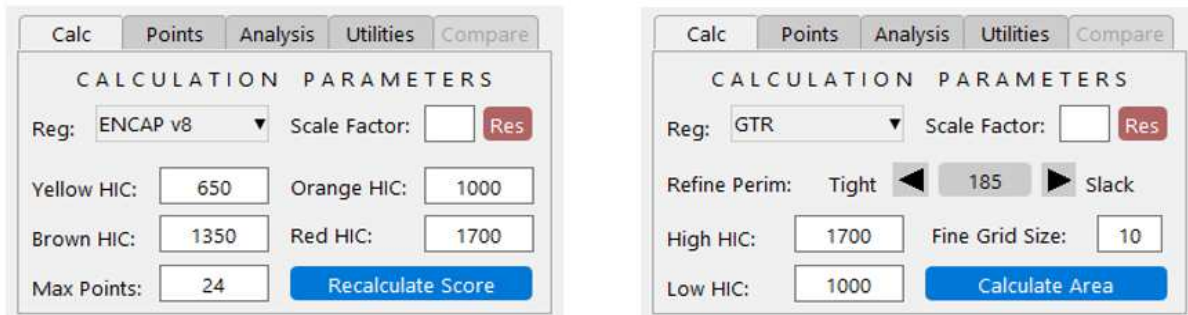 Calc Points Analysis Utilities Compare
CALCULATION PARAMETERS
Reg: ENCAP v8 Scale Factor: Res
Yellow HIC: 650 Orange HIC: 1000
Brown HIC: 1350 Red HIC: 1700
Max Points: 24 Recalculate Score
Calc Points Analysis Utilities Compare
CALCULATION PARAMETERS
Reg: GTR Scale Factor: Res
Refine Perim: Tight 185 Slack
High HIC: 1700 Fine Grid Size: 10
Low HIC: 1000 Calculate Area